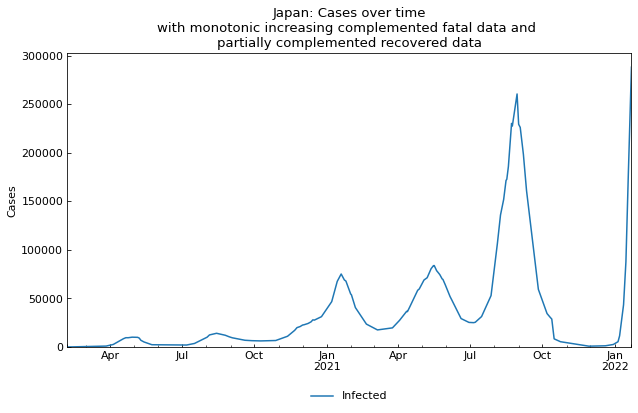 Japan: Cases over time
with monotonic increasing complemented fatal data and
partially complemented recovered data
300000
250000
200000
150000
100000
50000
0
Cases
Apr
Jul
Oct
Jan
2021
Apr
Jul
Oct
Jan
2022
Infected